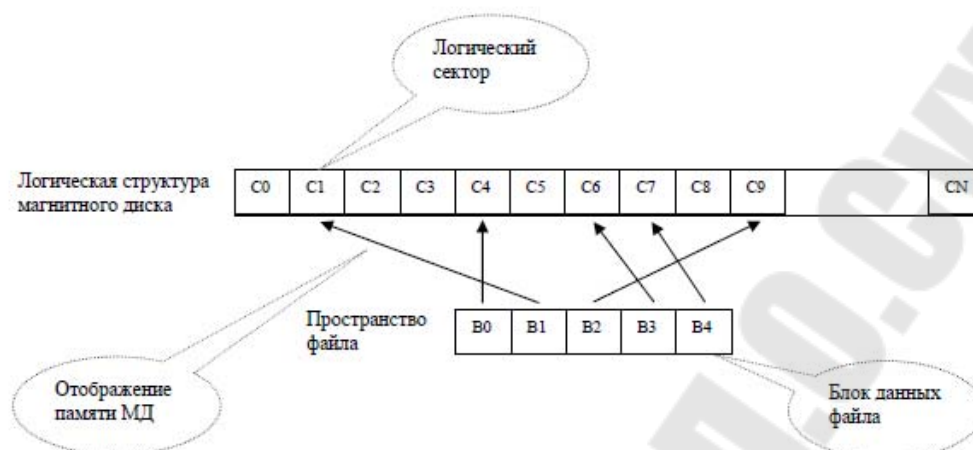 Логический
сектор
Логическая структура
магнитного диска
C0 C1 C2 C3 C4 C5 C6 C7 C8 C9 CN
Пространство
файла
B0 B1 B2 B3 B4
Отображение
памяти МД
Блок данных
файла